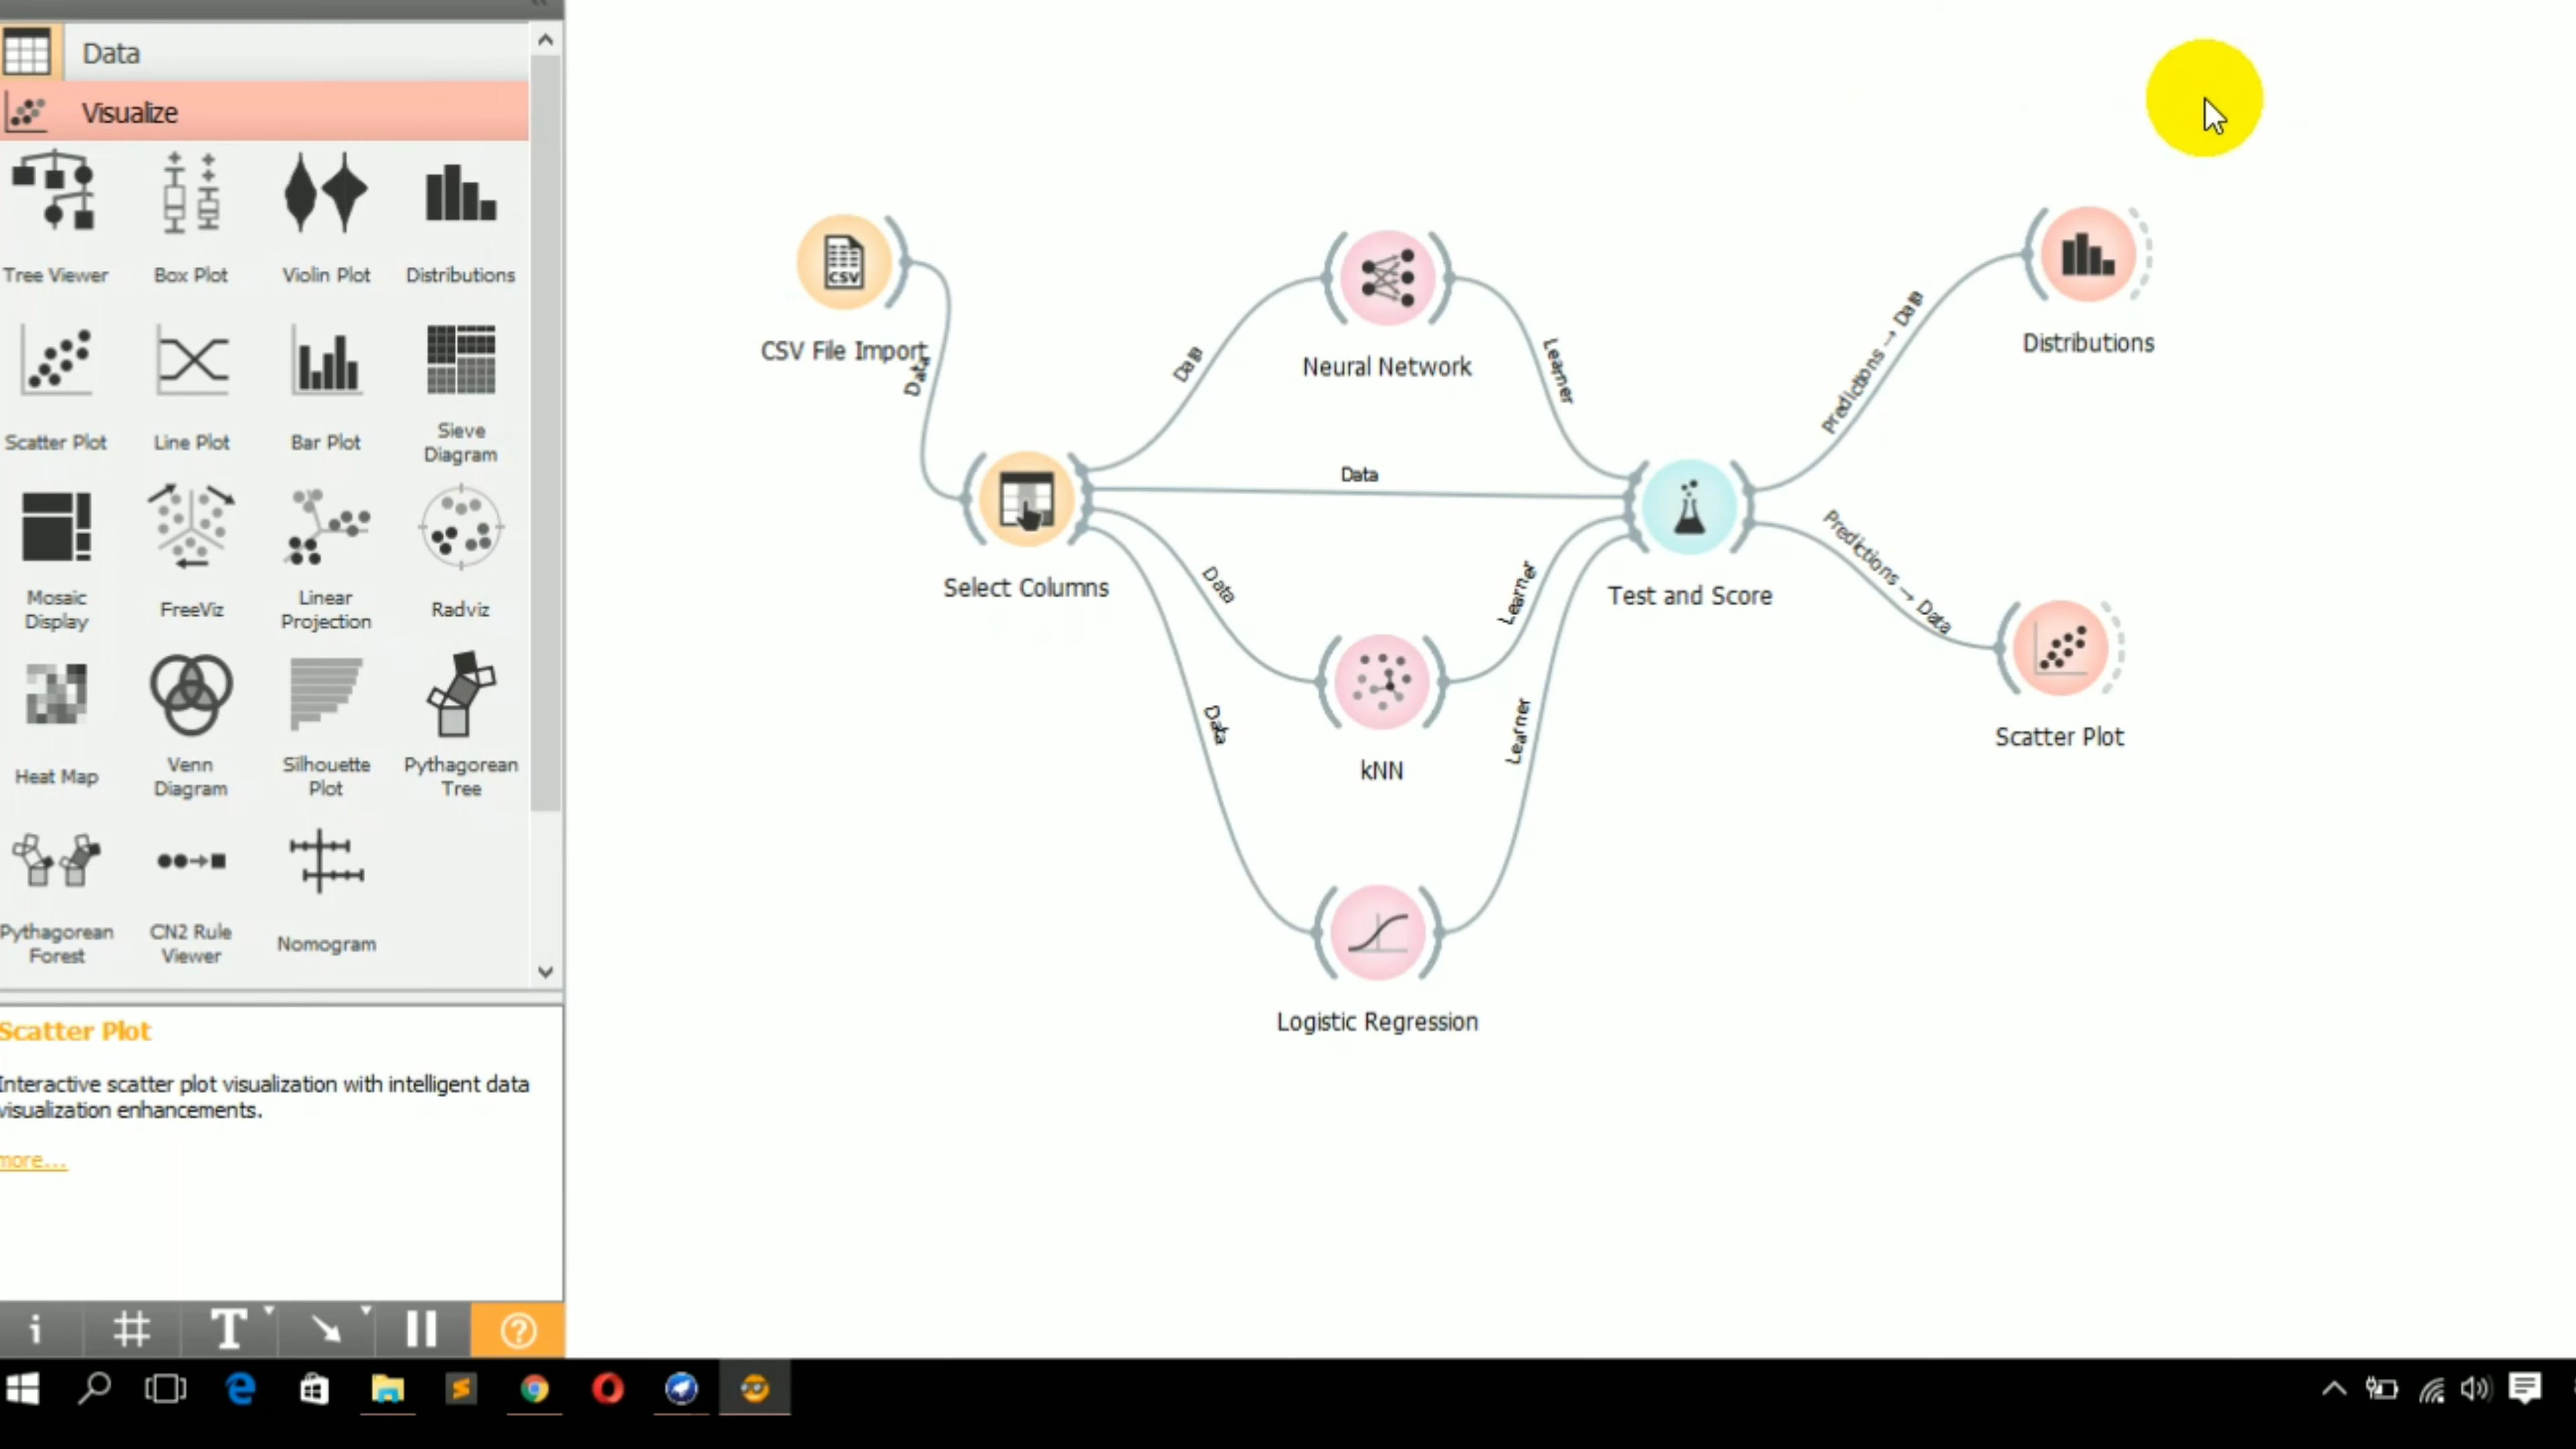 Data
Visualize
Tree Viewer
Box Plot
Violin Plot
Distributions
Scatter Plot
Line Plot
Bar Plot
Sieve
Diagram
Mosaic
Display
FreeViz
Linear
Projection
Radviz
Heat Map
Venn
Diagram
Silhouette
Plot
Pythagorean
Tree
Pythagorean
Forest
CN2 Rule
Viewer
Nomogram
Scatter Plot
Interactive scatter plot visualization with intelligent data
visualization enhancements.
more...
CSV
CSV File Import
Data
Select Columns
Data
Neural Network
Learner
Data
Data
Learner
kNN
Data
Learner
Logistic Regression
Test and Score
Predictions → Data
Distributions
Predictions → Data
Scatter Plot